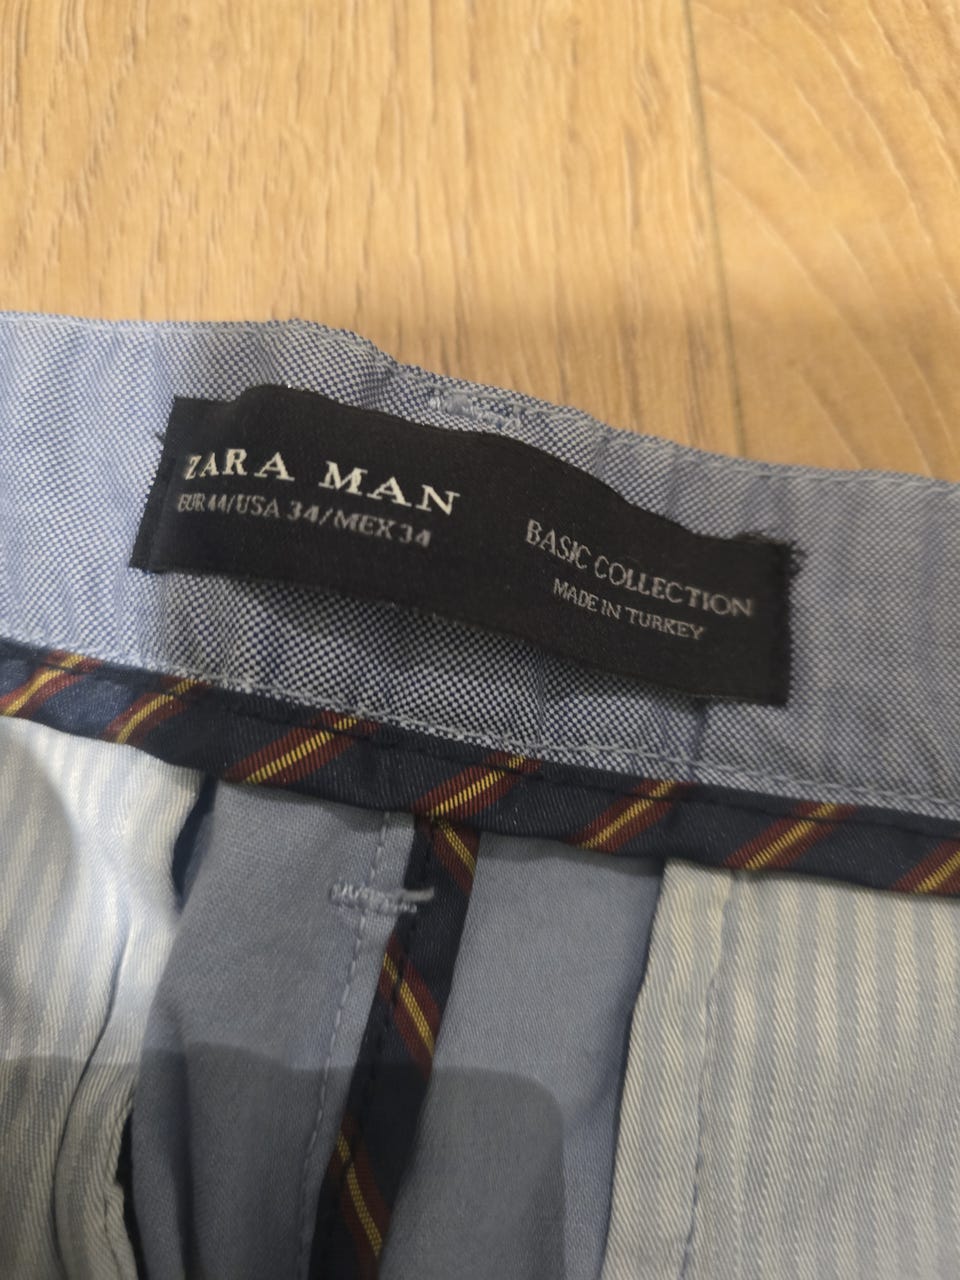 ZARA MAN
EUR 44/USA 34/MEX 34
BASIC COLLECTION
MADE IN TURKEY